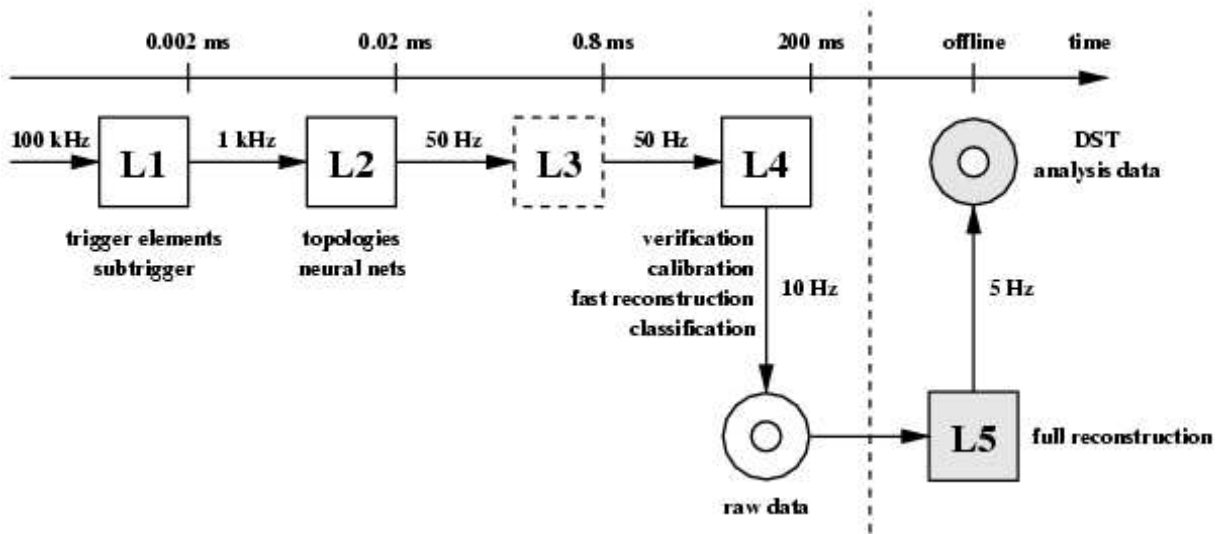 0.002 ms 0.02 ms 0.8 ms 200 ms offline time
100 kHz L1 1 kHz L2 50 Hz L3 50 Hz L4
DST
analysis data
trigger elements
subtrigger
topologies
neural nets
verification
calibration
fast reconstruction
classification
10 Hz
5 Hz
L5 full reconstruction
raw data